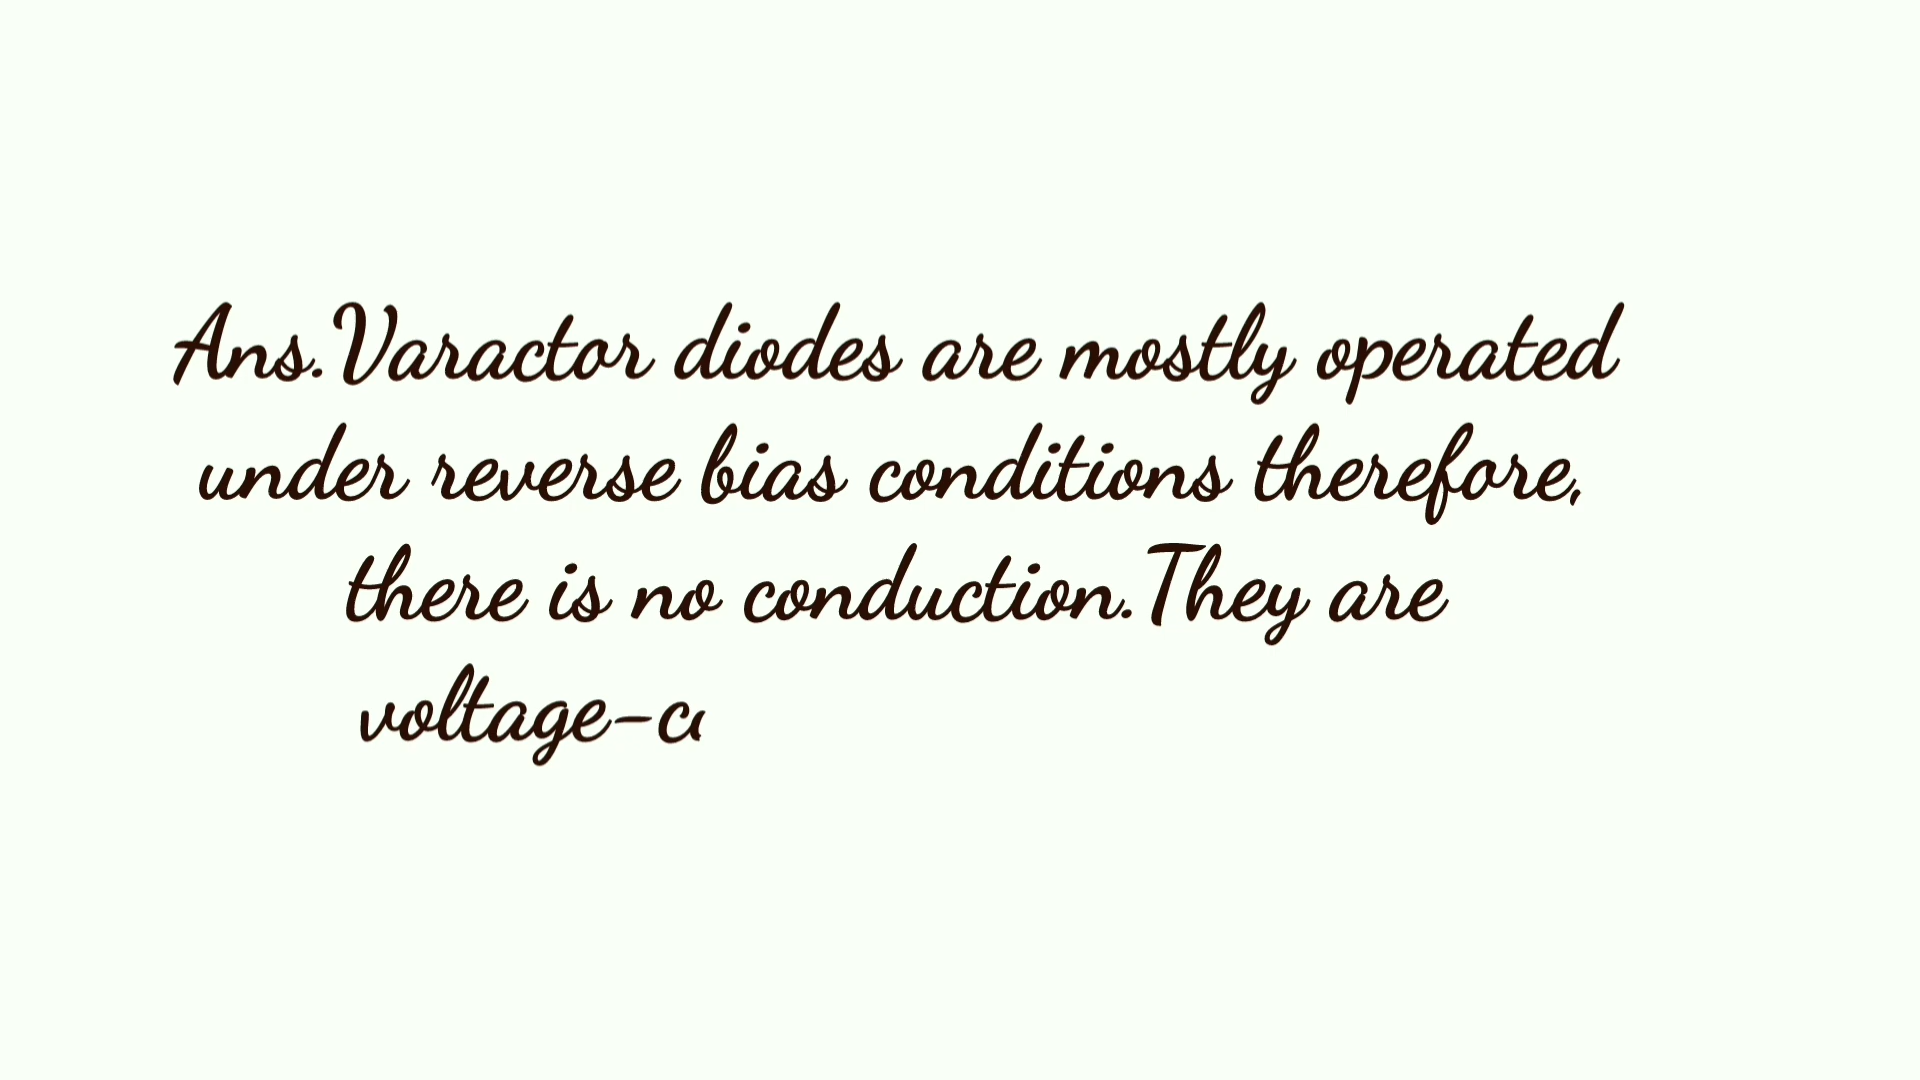 Ans.Varactor diodes are mostly operated
under reverse bias conditions therefore,
there is no conduction.They are
voltage-c